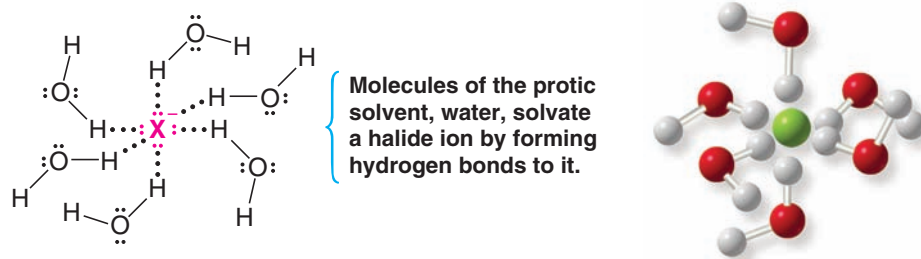 H
O
H
H
H
O
H
H
O
H
H
O
H
X
–
H
O
H
H
O
H
H
O
H
H
Molecules of the protic
solvent, water, solvate
a halide ion by forming
hydrogen bonds to it.